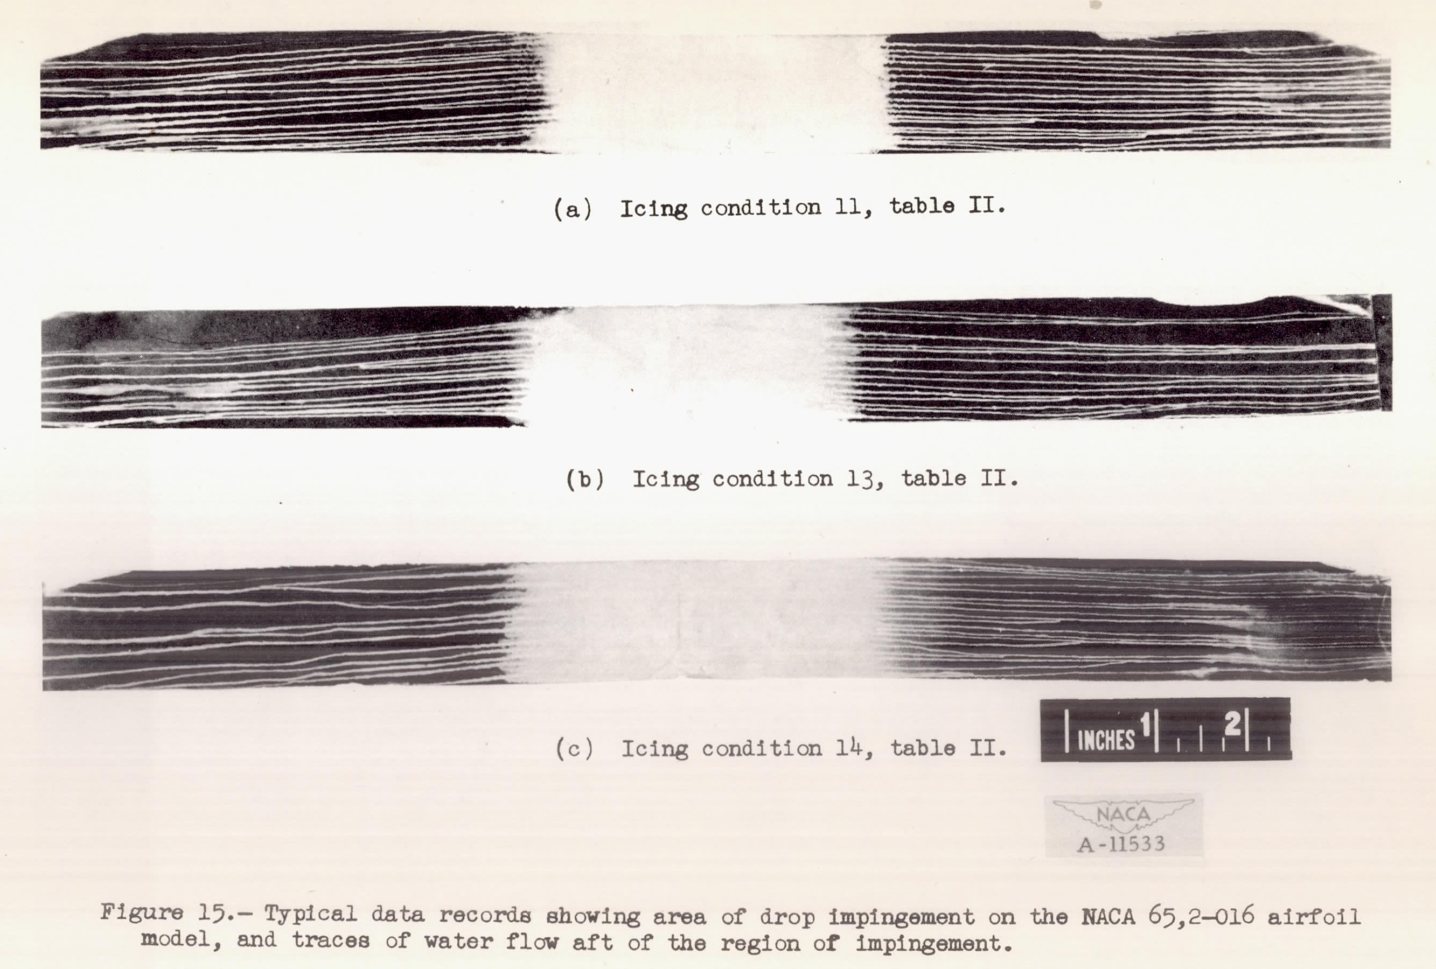 (a) Icing condition 11, table II.
(b) Icing condition 13, table II.
(c) Icing condition 14, table II.
INCHES 1 2
NACA
A-11533
Figure 15.— Typical data records showing area of drop impingement on the NACA 65,2-016 airfoil
model, and traces of water flow aft of the region of impingement.